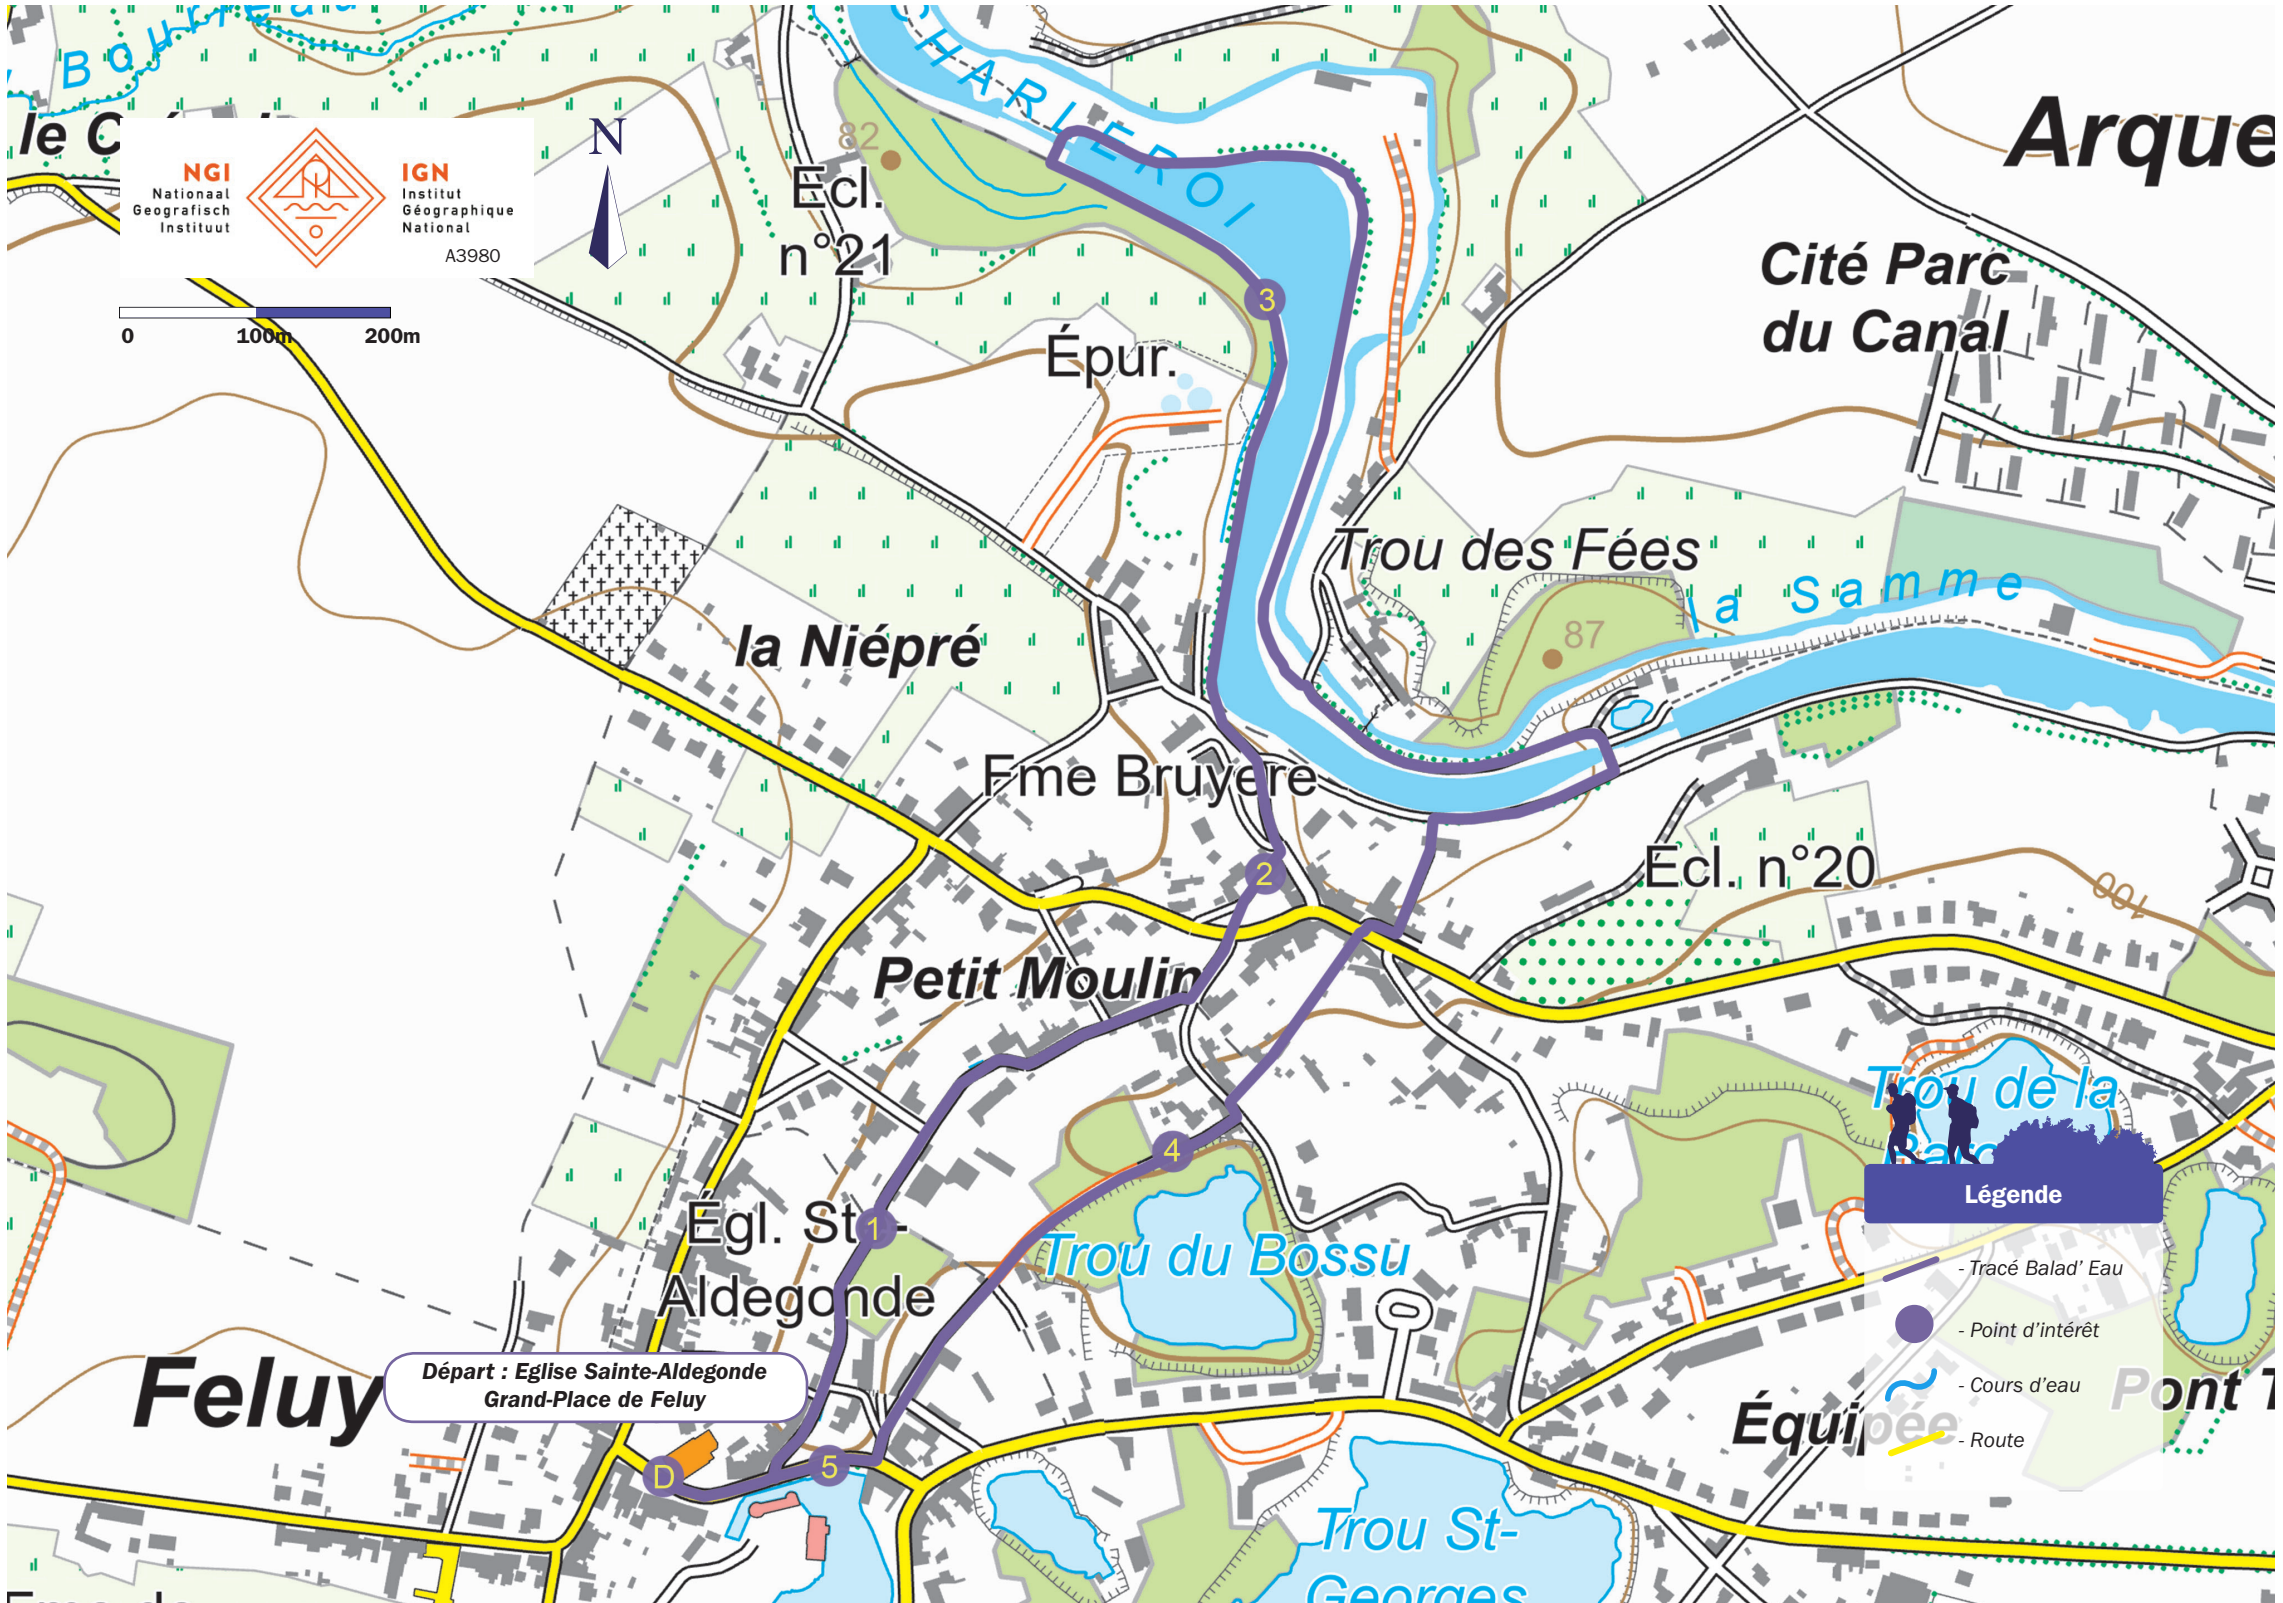 CHARLEROI
Arque
le C
NGI
Nationaal
Geografisch
Instituut
IGN
Institut
Géographique
National
A3980
N
82
Ecl.
n°21
3
Cité Parc
du Canal
0
100m
200m
Épur.
Trou des Fées
la Samme
87
la Niépré
Fme Bruyere
2
Ecl. n°20
100
Petit Moulin
Trou de la
4
Légende
Égl. St
1
-
Aldegonde
Trou du Bossu
- Tracé Balad' Eau
- Point d'intérêt
- Cours d'eau
- Route
Feluy
Départ : Eglise Sainte-Aldegonde
Grand-Place de Feluy
Pont T
Équipée
5
D
Trou St-
Georges